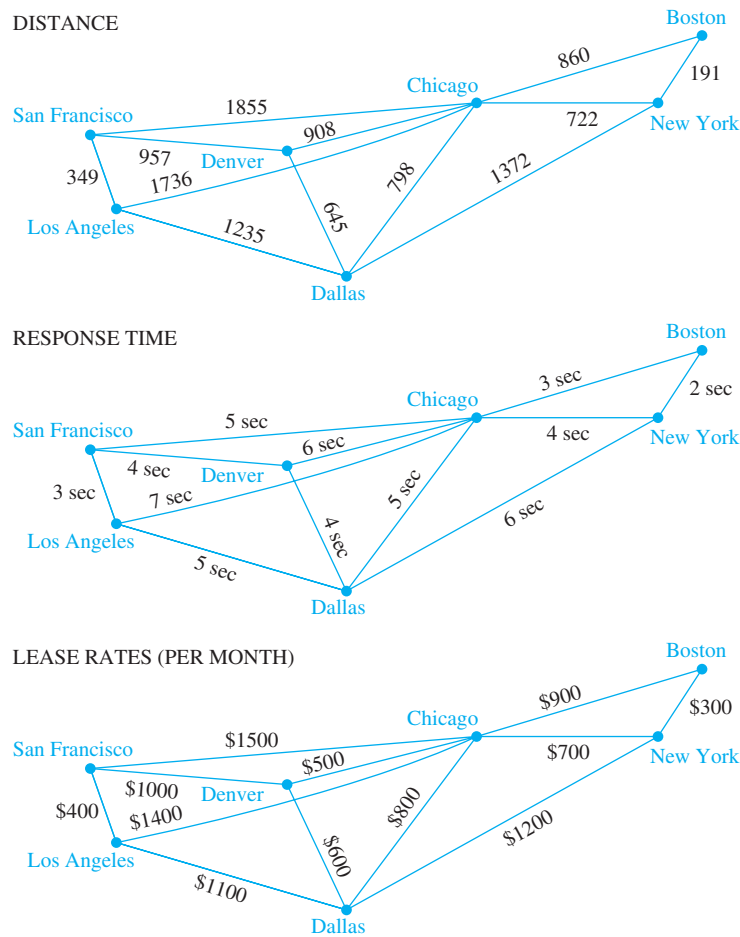 DISTANCE
Boston
860
191
Chicago
San Francisco
1855
908
722
New York
957
Denver
349
1736
798
1372
645
Los Angeles
1235
Dallas
RESPONSE TIME
Boston
3 sec
2 sec
Chicago
San Francisco
5 sec
6 sec
4 sec
New York
4 sec
Denver
3 sec
7 sec
5 sec
6 sec
4 sec
Los Angeles
5 sec
Dallas
LEASE RATES (PER MONTH)
Boston
$900
$300
Chicago
San Francisco
$1500
$500
$700
New York
$1000
Denver
$400
$1400
$800
$1200
$600
Los Angeles
$1100
Dallas